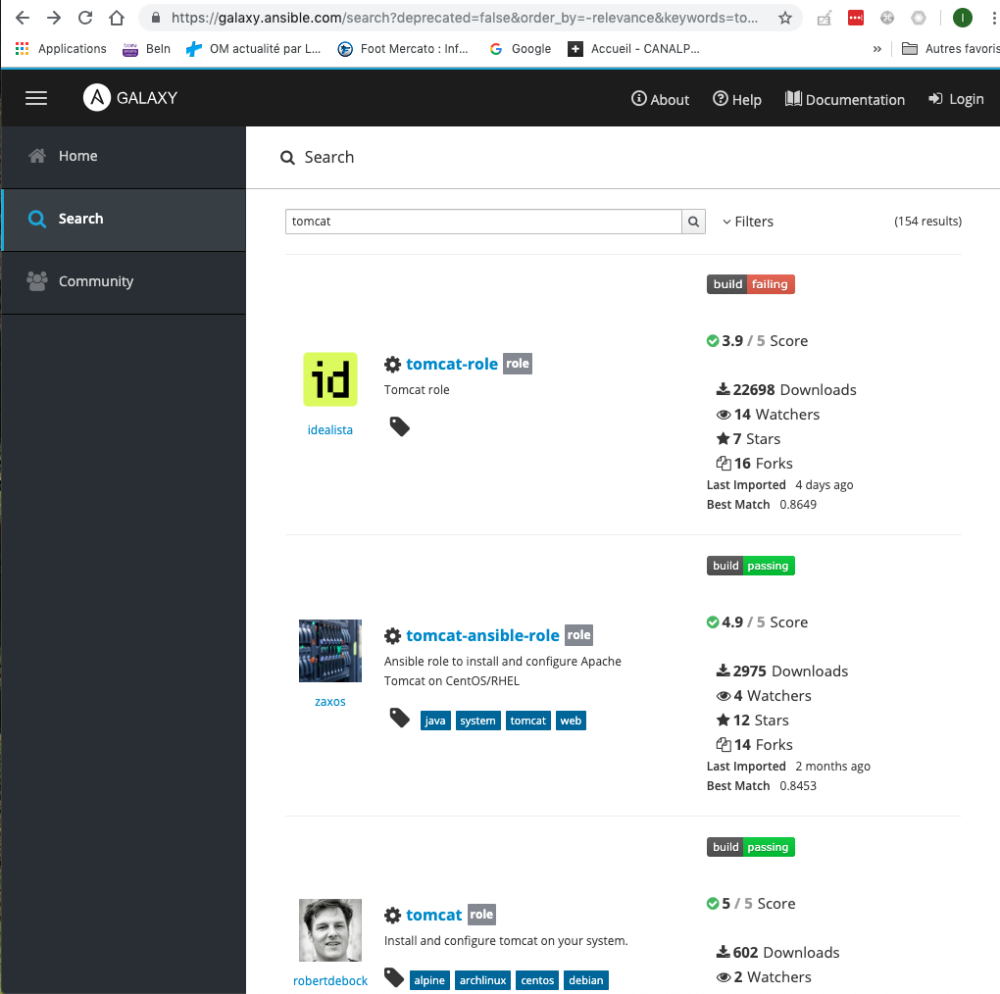 https://galaxy.ansible.com/search?deprecated=false&order_by=-relevance&keywords=to...
I
Applications
BeIn
OM actualité par L...
Foot Mercato : Inf...
Google
Accueil - CANALP...
»
Autres favoris
GALAXY
About
Help
Documentation
Login
Home
Search
Community
Search
tomcat
Filters
(154 results)
build failing
3.9 / 5 Score
id
tomcat-role role
Tomcat role
idealista
22698 Downloads
14 Watchers
7 Stars
16 Forks
Last Imported 4 days ago
Best Match 0.8649
build passing
4.9 / 5 Score
tomcat-ansible-role role
Ansible role to install and configure Apache
Tomcat on CentOS/RHEL
zaxos
java system tomcat web
2975 Downloads
4 Watchers
12 Stars
14 Forks
Last Imported 2 months ago
Best Match 0.8453
build passing
5 / 5 Score
tomcat role
Install and configure tomcat on your system.
robertdebock
alpine archlinux centos debian
602 Downloads
2 Watchers